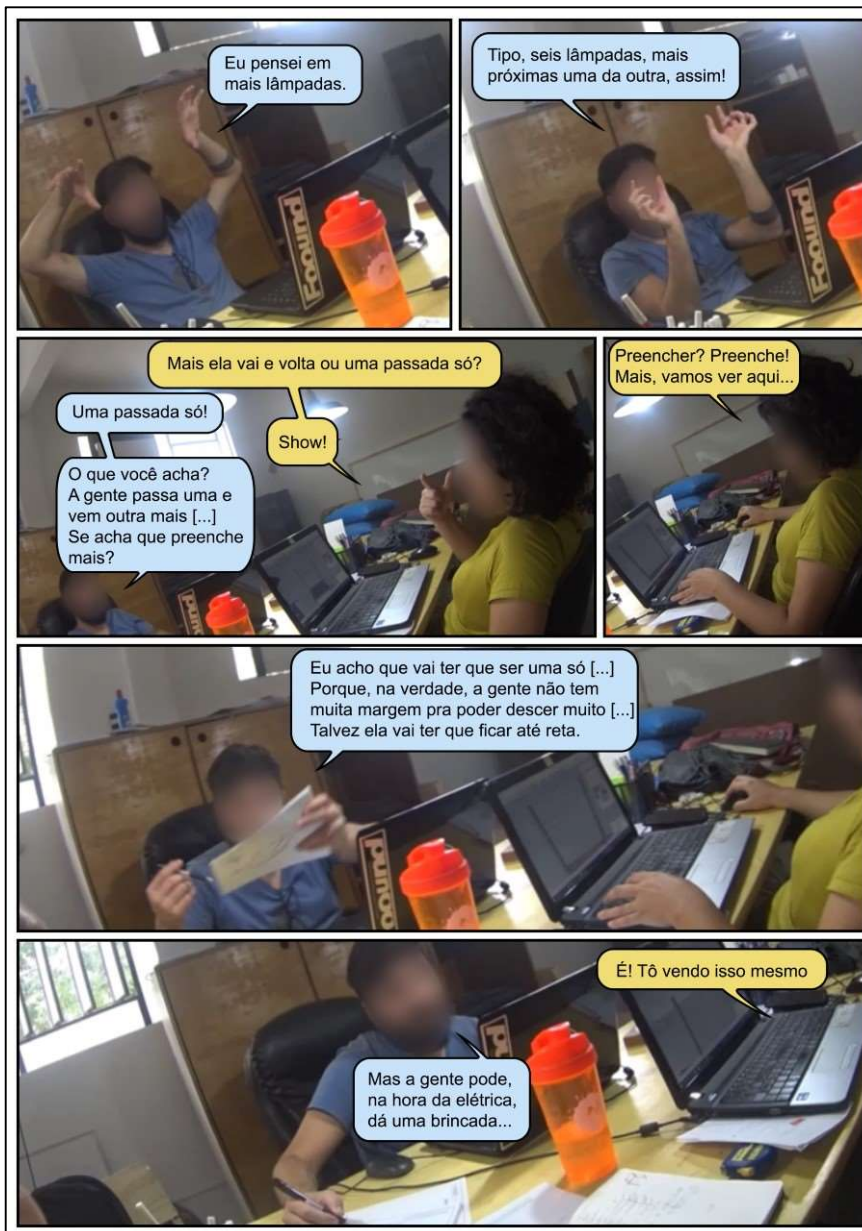 Eu pensei em
mais lâmpadas.
Tipo, seis lâmpadas, mais
próximas uma da outra, assim!
Foound
Foound
Mais ela vai e volta ou uma passada só?
Uma passada só!
Show!
O que você acha?
A gente passa uma e
vem outra mais [...]
Se acha que preenche
mais?
Preencher? Preenche!
Mais, vamos ver aqui...
Eu acho que vai ter que ser uma só [...]
Porque, na verdade, a gente não tem
muita margem pra poder descer muito [...]
Talvez ela vai ter que ficar até reta.
Foound
É! Tô vendo isso mesmo
Mas a gente pode,
na hora da elétrica,
dá uma brincada...